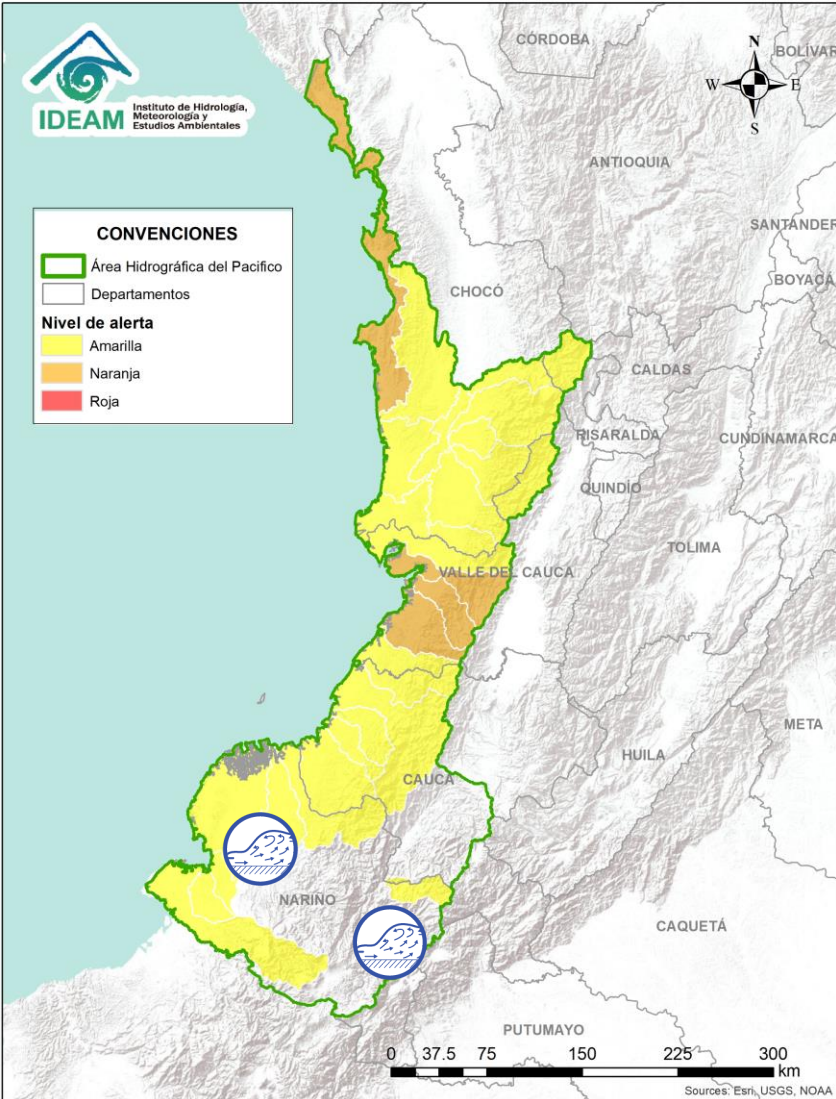 IDEAM
Instituto de Hidrología,
Meteorología y
Estudios Ambientales
N
W
E
S
CONVENCIONES
Área Hidrográfica del Pacifico
Departamentos
Nivel de alerta
Amarilla
Naranja
Roja
CÓRDOBA
BOLÍVAR
ANTIOQUIA
SANTANDER
BOYACÁ
CHOCÓ
CALDAS
RISARALDA
CUNDINAMARCA
QUINDÍO
TOLIMA
VALLE DEL CAUCA
META
HUILA
CAUCA
NARIÑO
CAQUETÁ
PUTUMAYO
0 37.5 75 150 225 300
km
Sources: Esri, USGS, NOAA